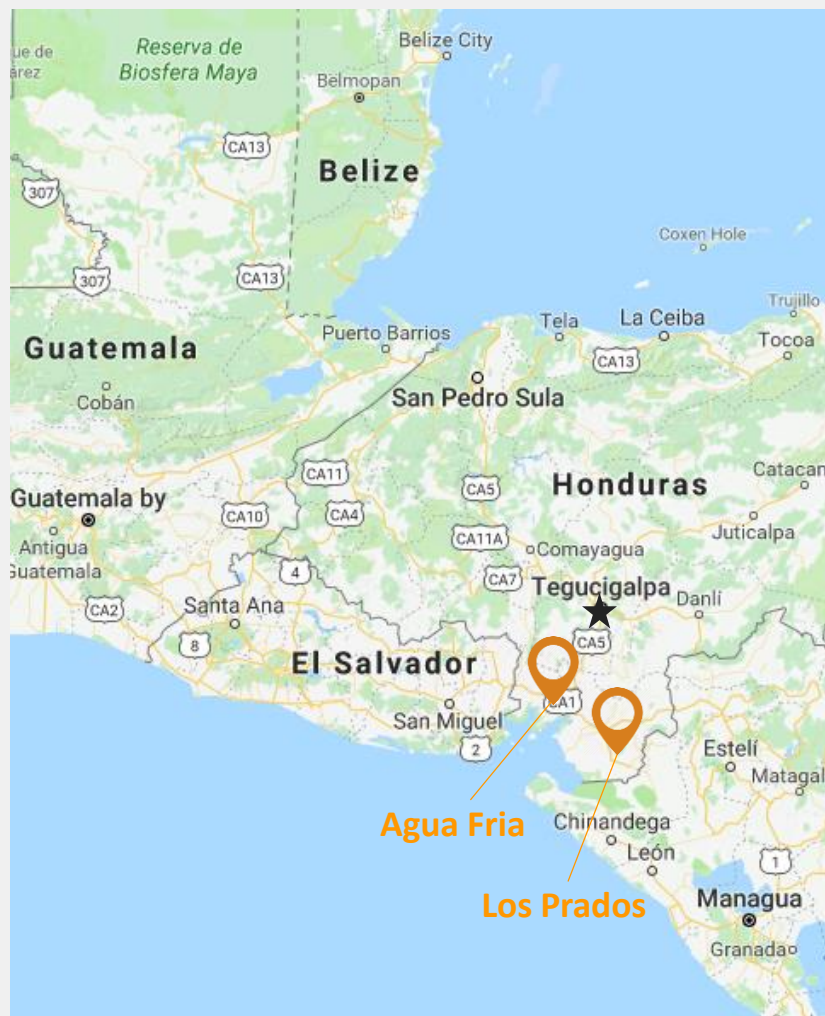 Belize City
Reserva de
Biosfera Maya
ue de
árez
Belmopan
CA13
Belize
307
Coxen Hole
307
CA13
Trujillo
Puerto Barrios
Tela
La Ceiba
Guatemala
Tocoa
CA13
Cobán
San Pedro Sula
CA11
Catacan
Honduras
CA5
Guatemala by
CA4
CA10
Juticalpa
Antigua
Guatemala
CA11A
Comayagua
4
CA7
Tegucigalpa
CA2
Santa Ana
Danlí
8
CA5
El Salvador
CA1
San Miguel
2
Estelí
Matagal
Agua Fria
Chinandega
León
1
Los Prados
Managua
Granada